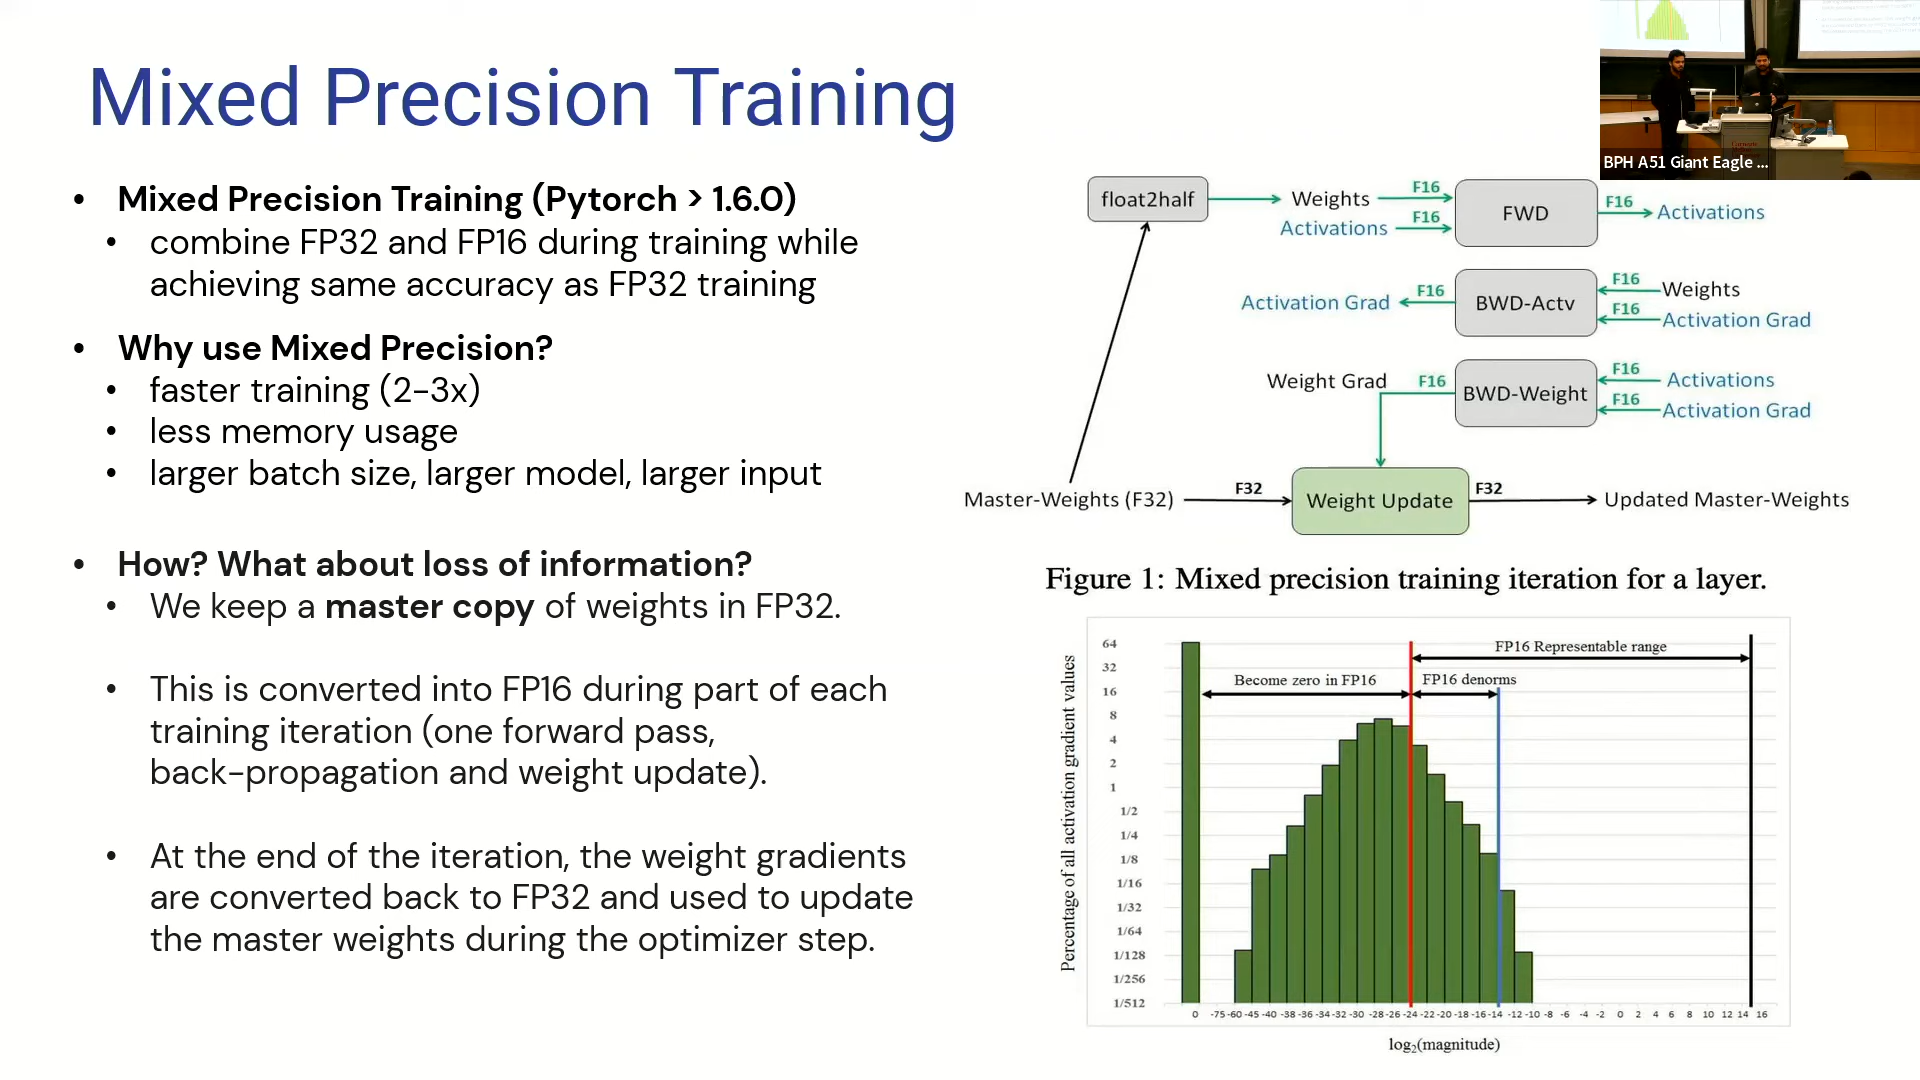 Mixed Precision Training
• Mixed Precision Training (Pytorch > 1.6.0)
• combine FP32 and FP16 during training while
achieving same accuracy as FP32 training
• Why use Mixed Precision?
• faster training (2-3x)
• less memory usage
• larger batch size, larger model, larger input
• How? What about loss of information?
• We keep a master copy of weights in FP32.
• This is converted into FP16 during part of each
training iteration (one forward pass,
back-propagation and weight update).
• At the end of the iteration, the weight gradients
are converted back to FP32 and used to update
the master weights during the optimizer step.
BPH A51 Giant Eagle ...
float2half
Weights
F16
Activations
F16
FWD
F16
Activations
Activation Grad
F16
BWD-Actv
F16
Weights
F16
Activation Grad
Weight Grad
F16
BWD-Weight
F16
Activations
F16
Activation Grad
Master-Weights (F32)
F32
Weight Update
F32
Updated Master-Weights
Figure 1: Mixed precision training iteration for a layer.
Percentage of all activation gradient values
64
32
16
8
4
2
1
1/2
1/4
1/8
1/16
1/32
1/64
1/128
1/256
1/512
FP16 Representable range
Become zero in FP16
FP16 denorms
0 -75 -60 -45 -40 -38 -36 -34 -32 -30 -28 -26 -24 -22 -20 -18 -16 -14 -12 -10 -8 -6 -4 -2 0 2 4 6 8 10 12 14 16
log2(magnitude)